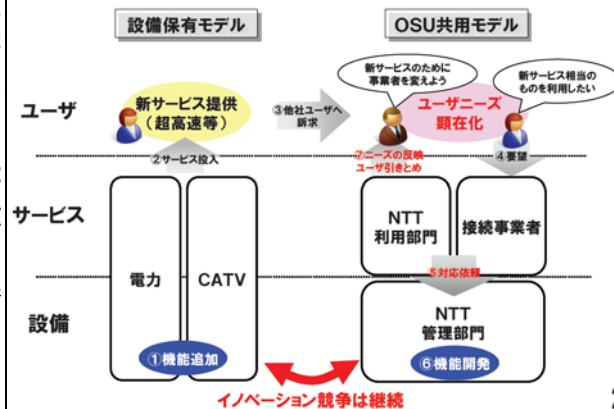 設備保有モデル
OSU共用モデル
新サービスのために
事業者を変えよう
新サービス相当の
ものを利用したい
ユーザ
新サービス提供
（超高速等）
③他社ユーザへ
訴求
ユーザニーズ
顕在化
②サービス投入
⑦ニーズの反映
ユーザ引きとめ
④要望
サービス
NTT
利用部門
接続事業者
電力
CATV
⑤対応依頼
設備
NTT
管理部門
①機能追加
⑥機能開発
イノベーション競争は継続